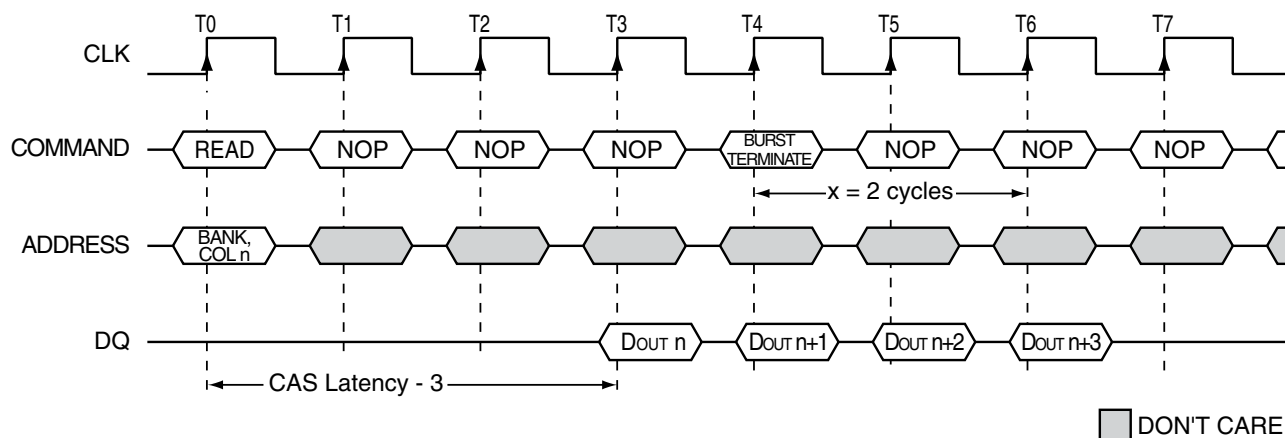 T0 T1 T2 T3 T4 T5 T6 T7
CLK
COMMAND READ NOP NOP NOP BURST TERMINATE NOP NOP NOP
x = 2 cycles
ADDRESS BANK, COL n
DQ DOUT n DOUT n+1 DOUT n+2 DOUT n+3
CAS Latency - 3
DON'T CARE